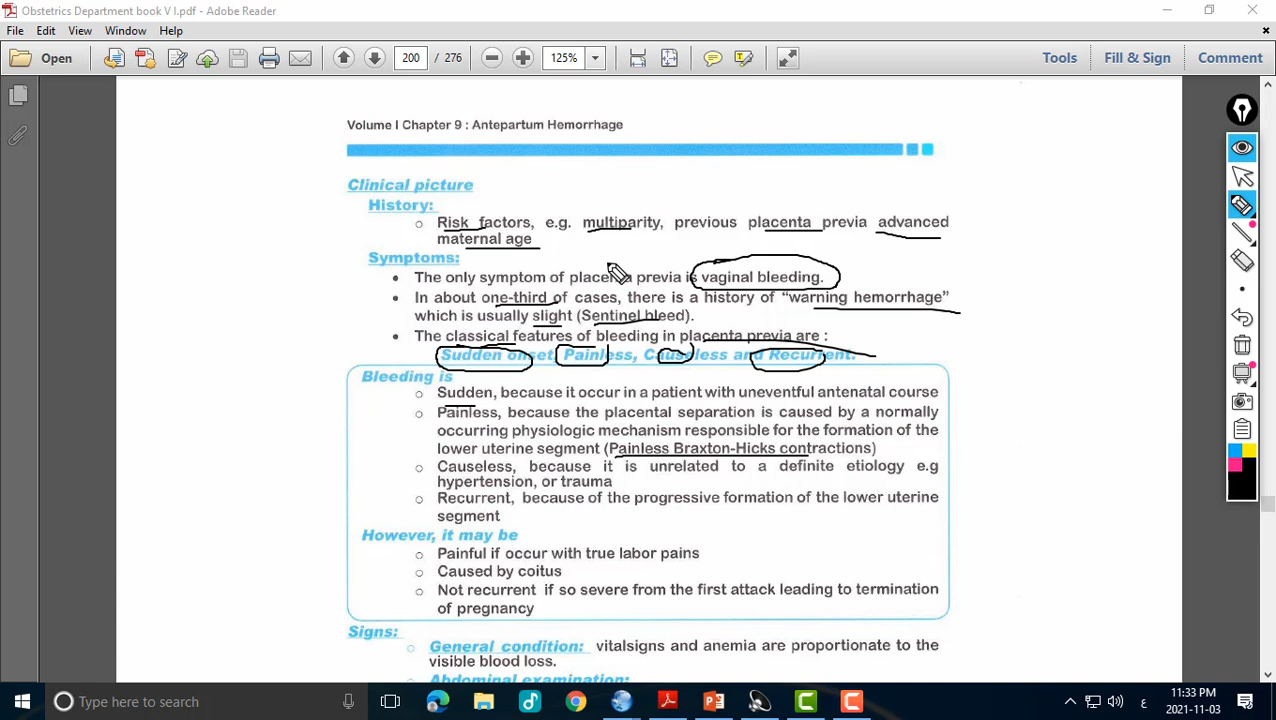 Obstetrics Department book V I.pdf - Adobe Reader
File Edit View Window Help
Open 200 / 276 125% Tools Fill & Sign Comment
Volume I Chapter 9 : Antepartum Hemorrhage
Clinical picture
History:
Risk factors, e.g. multiparity, previous placenta previa advanced
maternal age
Symptoms:
The only symptom of placenta previa is vaginal bleeding.
In about one-third of cases, there is a history of “warning hemorrhage”
which is usually slight (Sentinel bleed).
The classical features of bleeding in placenta previa are :
Sudden onset, Painless, Causeless and Recurrent.
Bleeding is
Sudden, because it occur in a patient with uneventful antenatal course
Painless, because the placental separation is caused by a normally
occurring physiologic mechanism responsible for the formation of the
lower uterine segment (Painless Braxton-Hicks contractions)
Causeless, because it is unrelated to a definite etiology e.g
hypertension, or trauma
Recurrent, because of the progressive formation of the lower uterine
segment
However, it may be
Painful if occur with true labor pains
Caused by coitus
Not recurrent if so severe from the first attack leading to termination
of pregnancy
Signs:
General condition: vitalsigns and anemia are proportionate to the
visible blood loss.
Abdominal examination:
Type here to search
ع 11:33 PM
2021-11-03